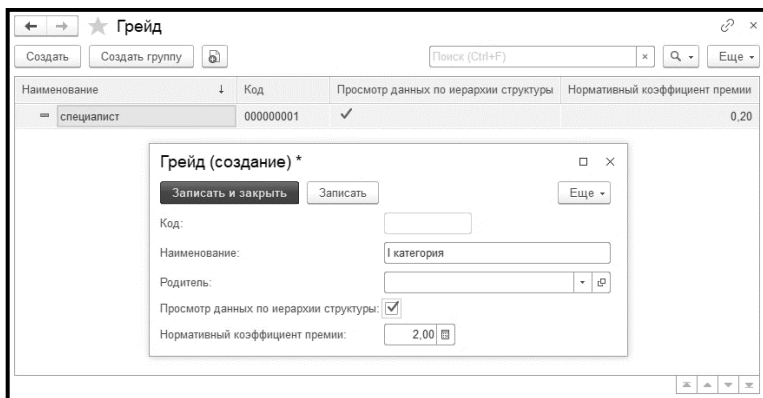 Грейд
Создать Создать группу Поиск (Ctrl+F) × Еще
Наименование ↓ Код Просмотр данных по иерархии структуры Нормативный коэффициент премии
специалист 000000001 ✓ 0,20
Грейд (создание) *
Записать и закрыть Записать Еще
Код:
Наименование: I категория
Родитель:
Просмотр данных по иерархии структуры: ✓
Нормативный коэффициент премии: 2,00